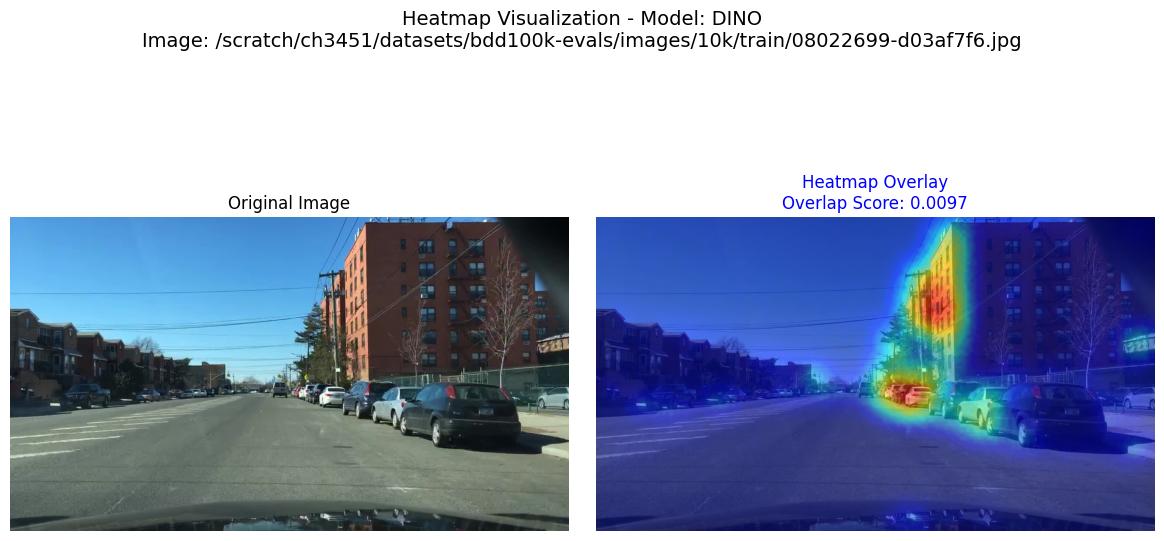 Heatmap Visualization - Model: DINO
Image: /scratch/ch3451/datasets/bdd100k-evals/images/10k/train/08022699-d03af7f6.jpg
Original Image
Heatmap Overlay
Overlap Score: 0.0097